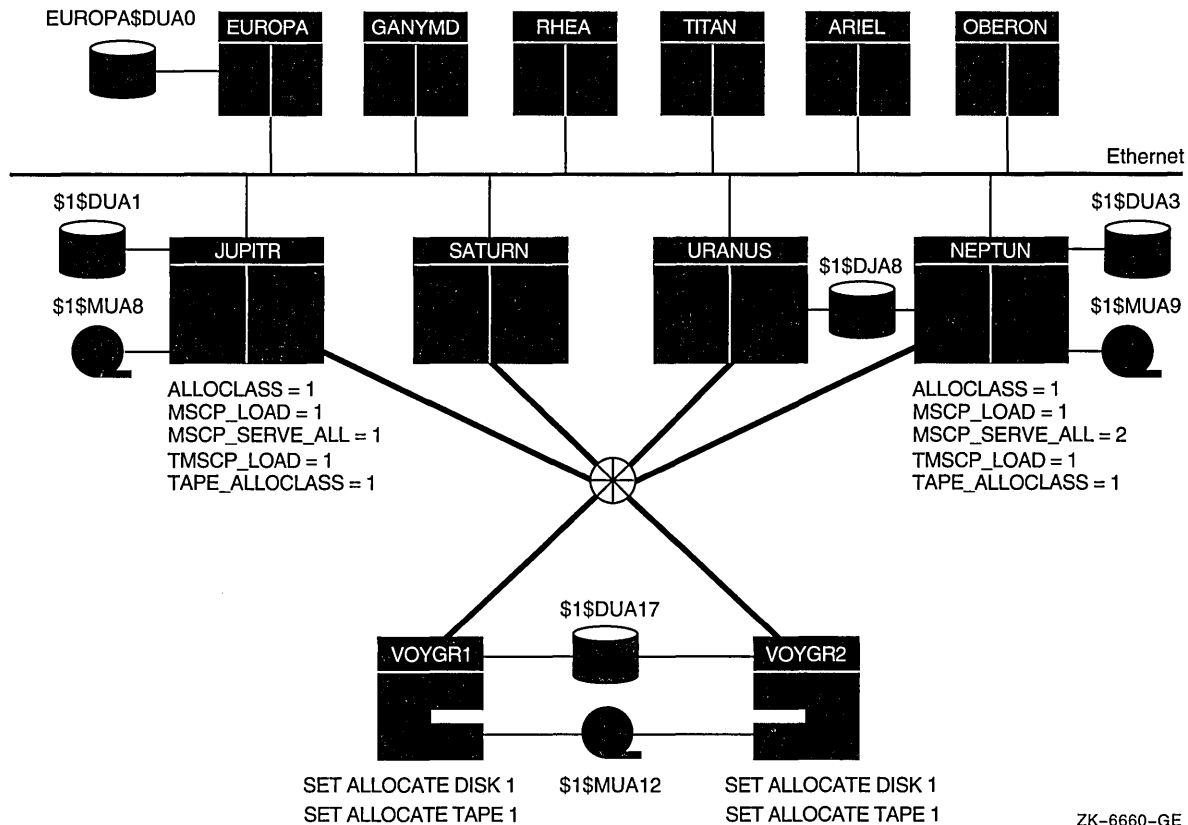 EUROPA$DUA0
EUROPA
GANYMD
RHEA
TITAN
ARIEL
OBERON
Ethernet
$1$DUA1
$1$DUA3
JUPITR
SATURN
URANUS
NEPTUN
$1$DJA8
$1$MUA8
$1$MUA9
ALLOCLASS = 1
MSCP_LOAD = 1
MSCP_SERVE_ALL = 1
TMSCP_LOAD = 1
TAPE_ALLOCLASS = 1
ALLOCLASS = 1
MSCP_LOAD = 1
MSCP_SERVE_ALL = 2
TMSCP_LOAD = 1
TAPE_ALLOCLASS = 1
$1$DUA17
VOYGR1
VOYGR2
SET ALLOCATE DISK 1
SET ALLOCATE TAPE 1
$1$MUA12
SET ALLOCATE DISK 1
SET ALLOCATE TAPE 1
ZK-6660-GE